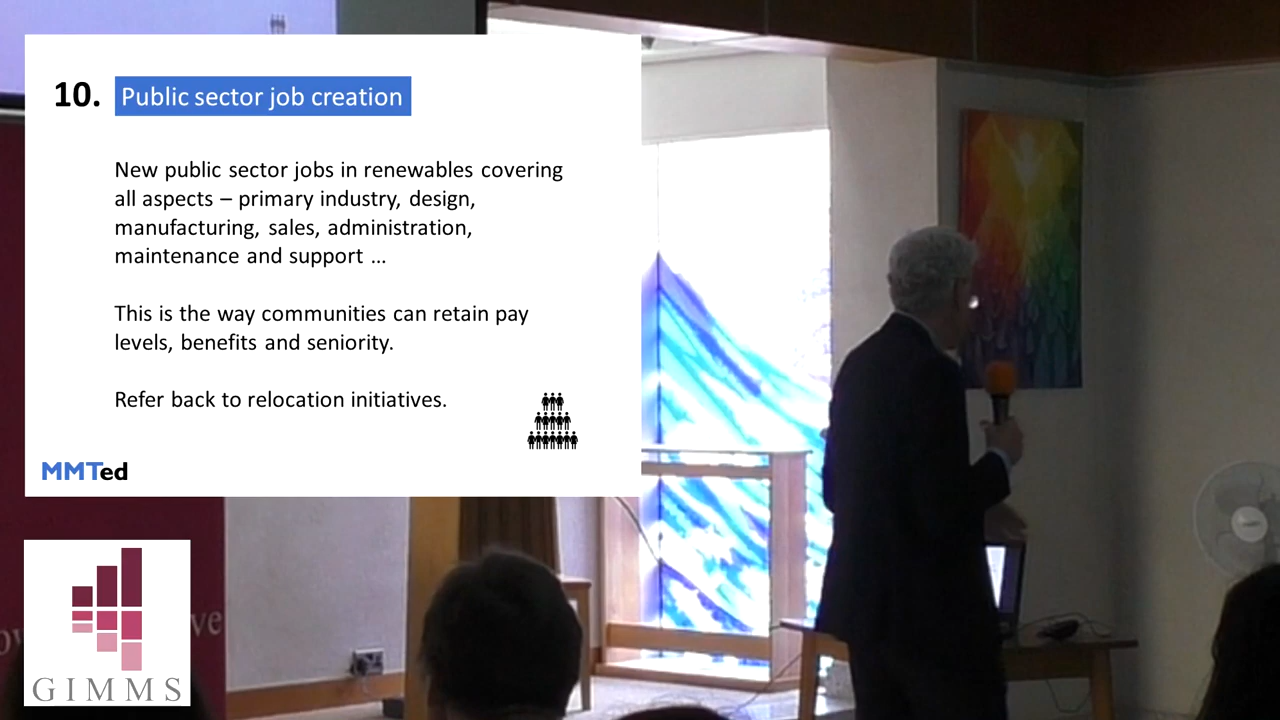 10. Public sector job creation
New public sector jobs in renewables covering
all aspects – primary industry, design,
manufacturing, sales, administration,
maintenance and support ...
This is the way communities can retain pay
levels, benefits and seniority.
Refer back to relocation initiatives.
MMTed
GIMMS